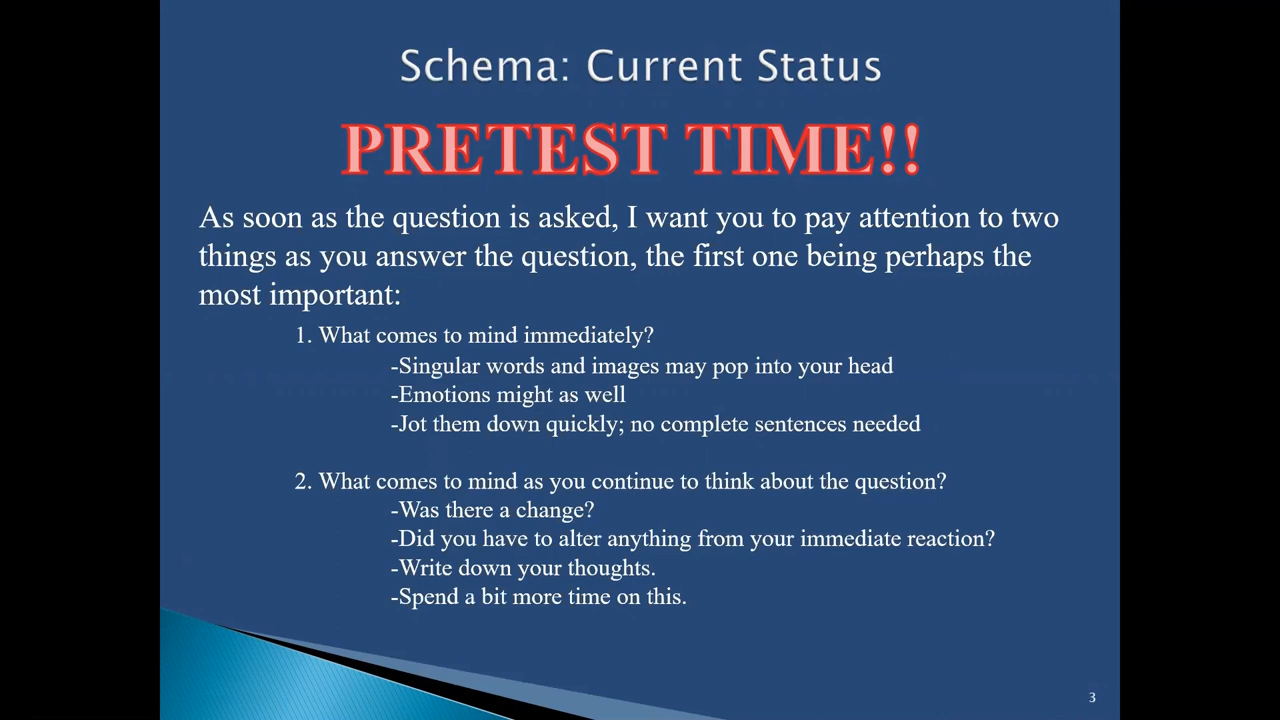 Schema: Current Status
PRETEST TIME!!
As soon as the question is asked, I want you to pay attention to two
things as you answer the question, the first one being perhaps the
most important:
1. What comes to mind immediately?
-Singular words and images may pop into your head
-Emotions might as well
-Jot them down quickly; no complete sentences needed
2. What comes to mind as you continue to think about the question?
-Was there a change?
-Did you have to alter anything from your immediate reaction?
-Write down your thoughts.
-Spend a bit more time on this.
3